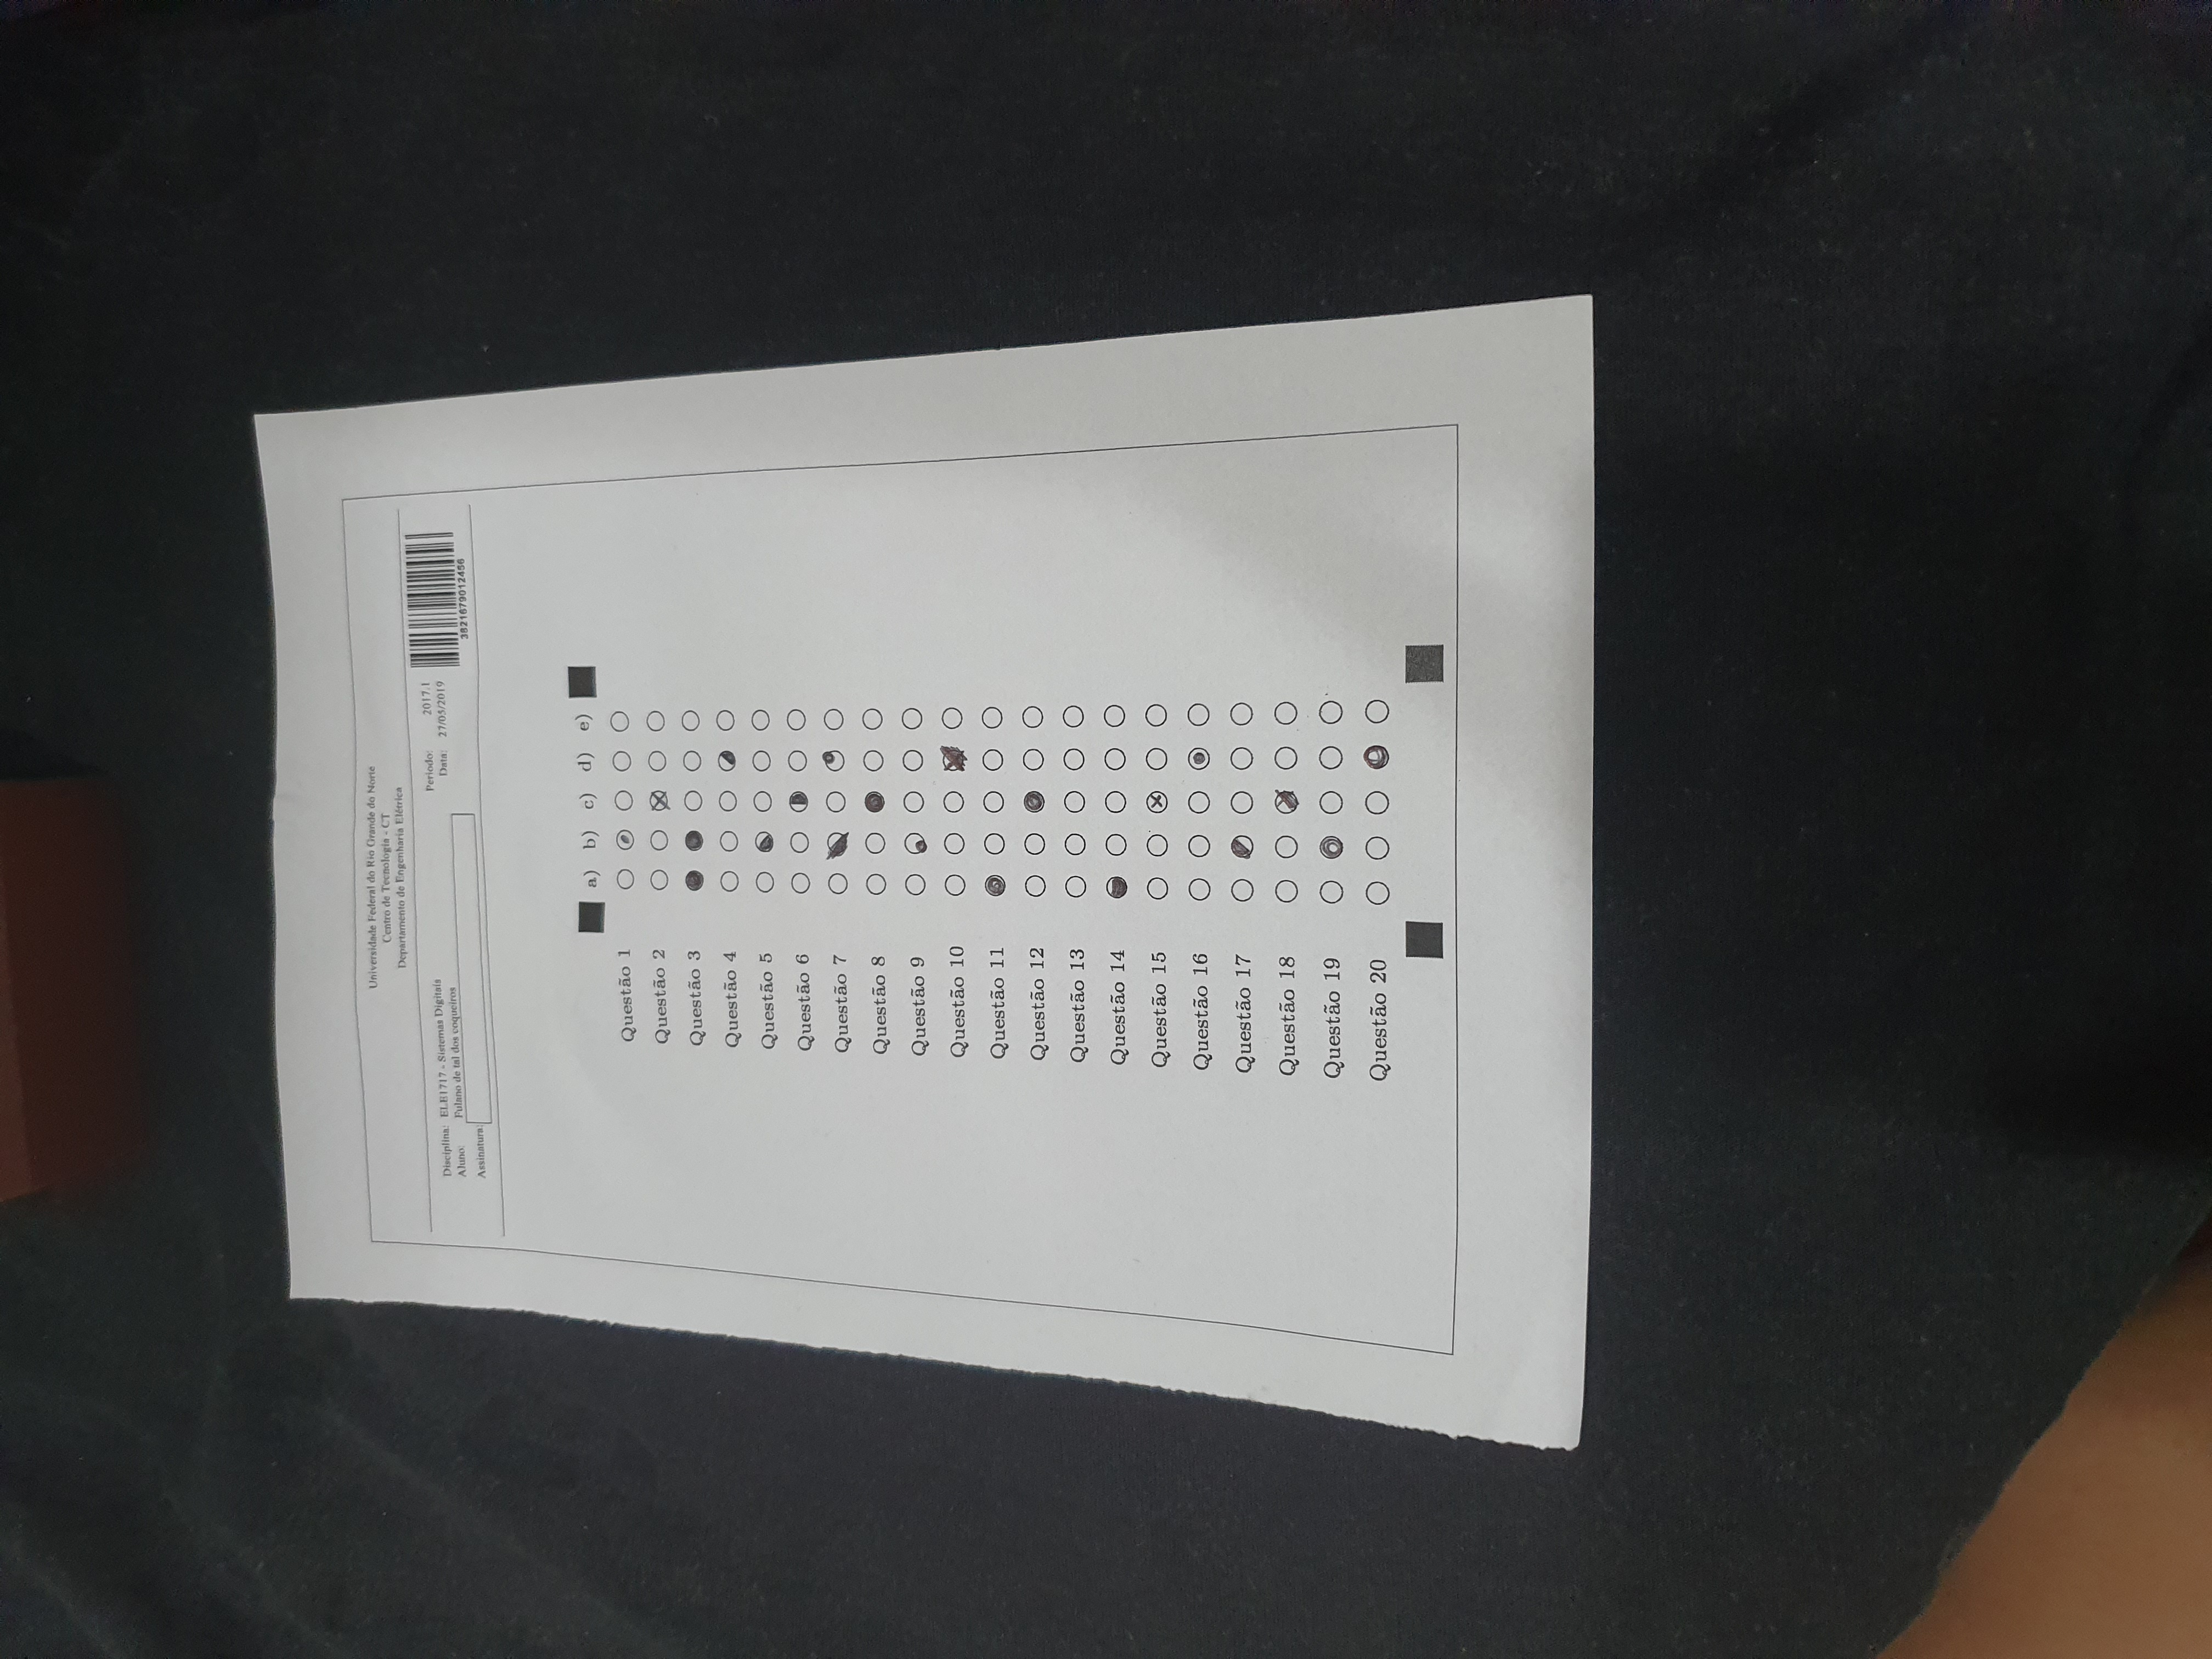 Universidade Federal do Rio Grande do Norte
Centro de Tecnologia - CT
Departamento de Engenharia Elétrica
Disciplina: ELE1717 - Sistemas Digitais
Periodo: 2017.1
Aluno: Fulano de tal dos coqueiros
Data: 27/05/2019
Assinatura:
3821679012456
a) b) c) d) e)
Questão 1
Questão 2
Questão 3
Questão 4
Questão 5
Questão 6
Questão 7
Questão 8
Questão 9
Questão 10
Questão 11
Questão 12
Questão 13
Questão 14
Questão 15
Questão 16
Questão 17
Questão 18
Questão 19
Questão 20